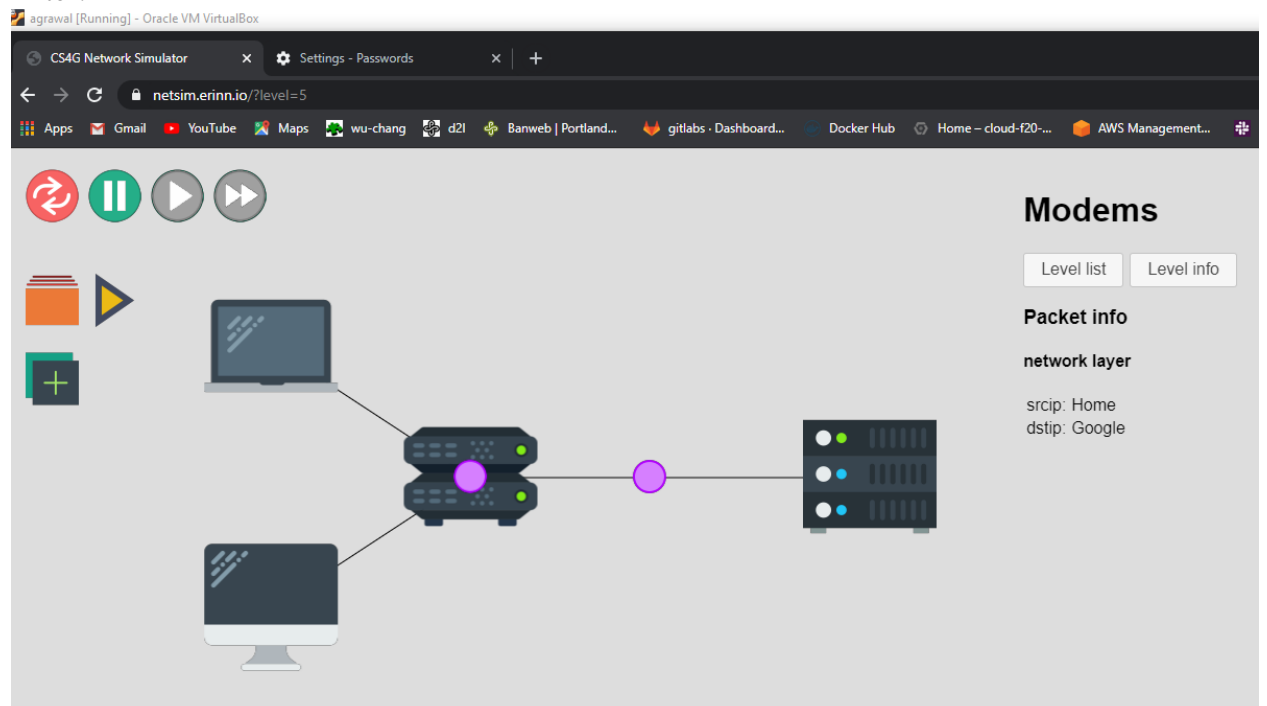 agrawal [Running] - Oracle VM VirtualBox
CS4G Network Simulator Settings - Passwords
netsim.erinn.io/?level=5
Apps Gmail YouTube Maps wu-chang d2l Banweb | Portland... gitlabs · Dashboard... Docker Hub Home – cloud-f20-... AWS Management...
Modems
Level list Level info
Packet info
network layer
srcip: Home
dstip: Google